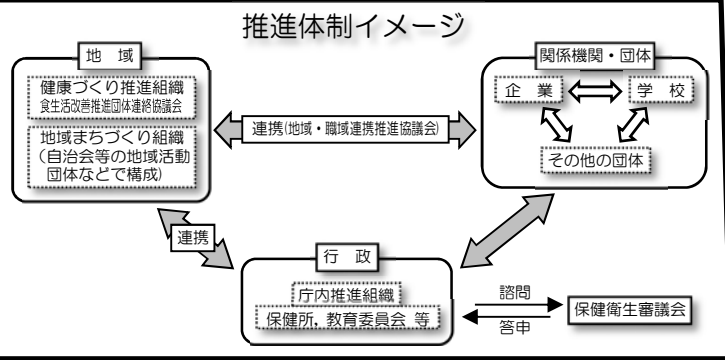 推進体制イメージ
地　域
健康づくり推進組織
食生活改善推進団体連絡協議会
地域まちづくり組織
（自治会等の地域活動
団体などで構成）
連携（地域・職域連携推進協議会）
関係機関・団体
企　業
学　校
その他の団体
連携
行　政
庁内推進組織
保健所，教育委員会 等
諮問
答申
保健衛生審議会